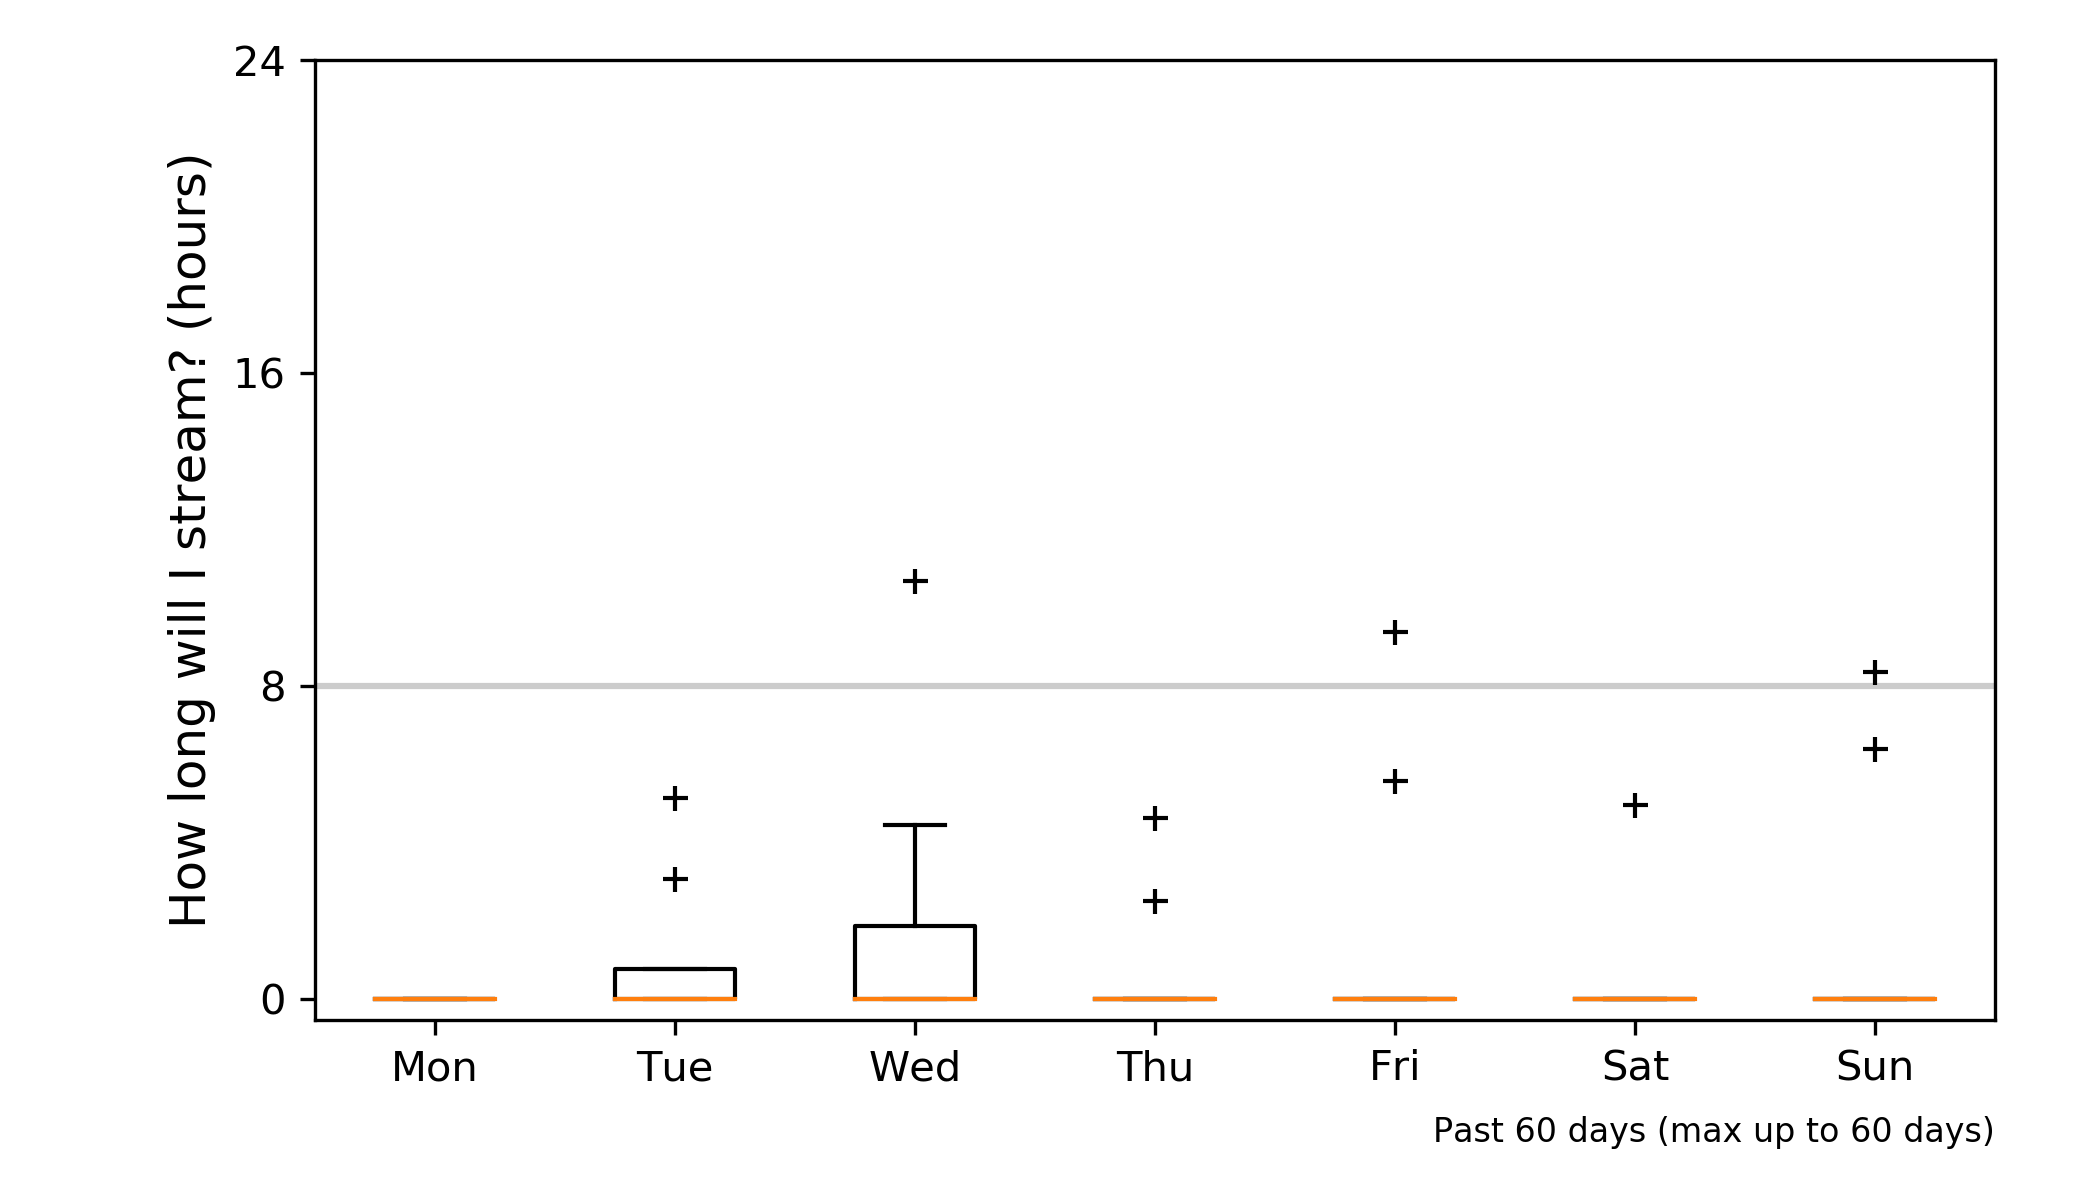 24
16
8
0
How long will I stream? (hours)
Mon Tue Wed Thu Fri Sat Sun
Past 60 days (max up to 60 days)